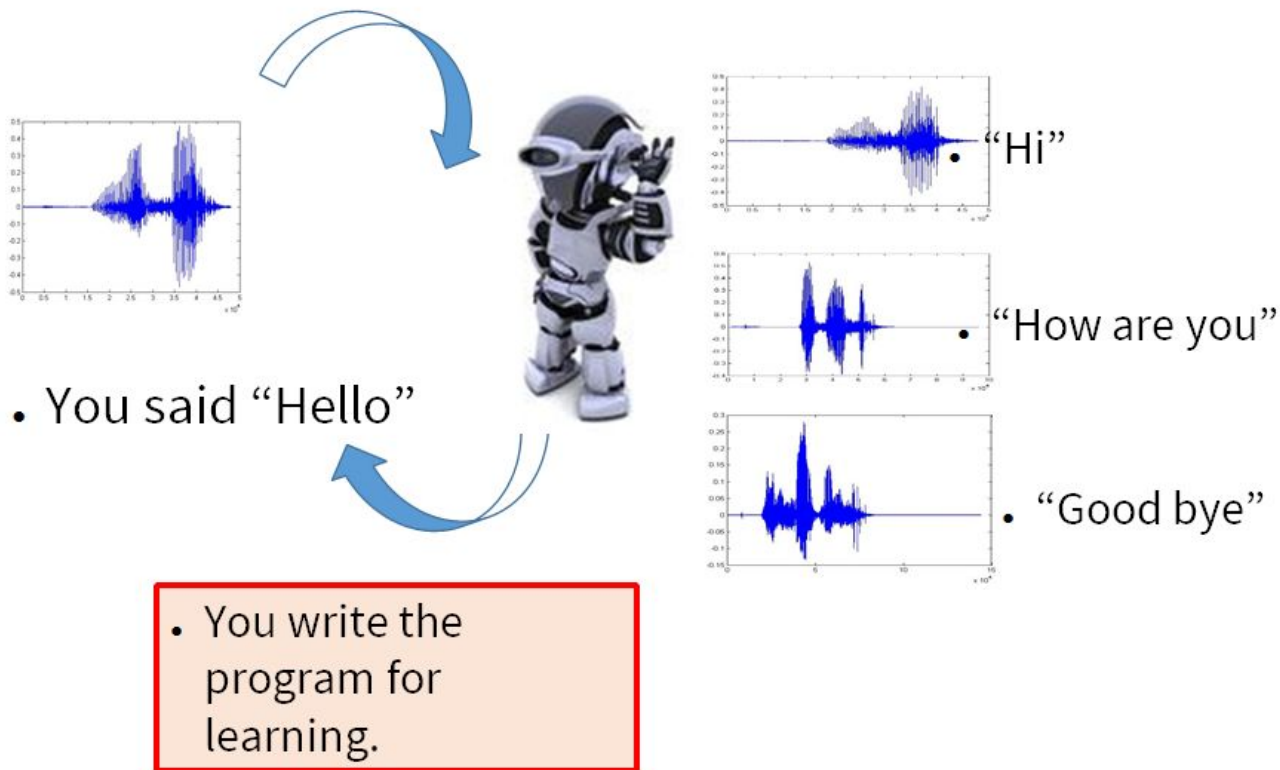 • You said “Hello”
• “Hi”
• “How are you”
• “Good bye”
• You write the
program for
learning.